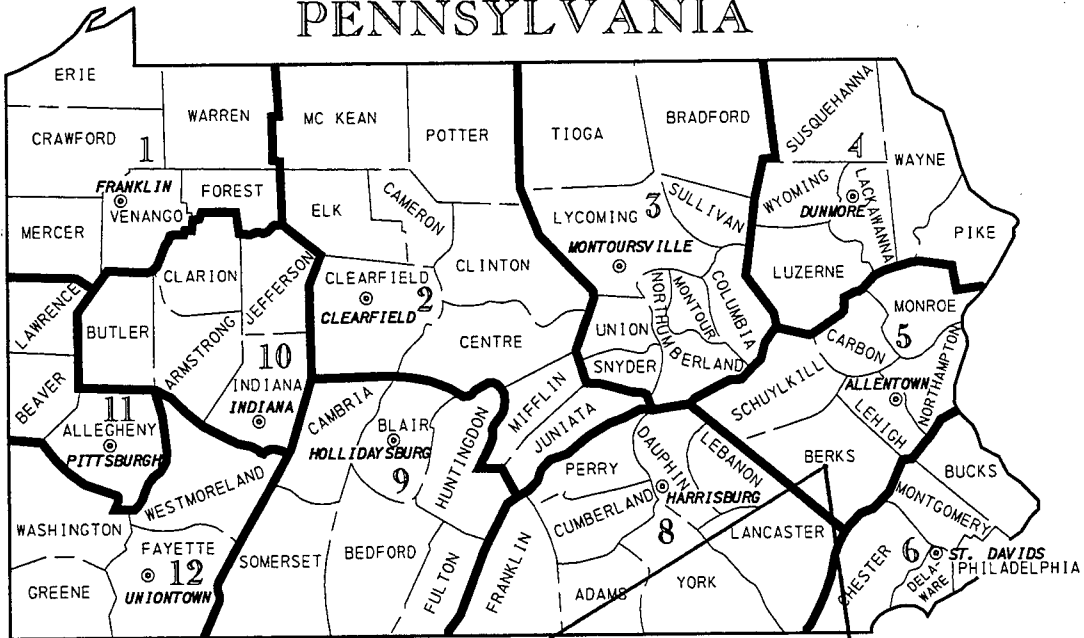 PENNSYLVANIA
ERIE
WARREN
MC KEAN
POTTER
TIOGA
BRADFORD
SUSQUEHANNA
CRAWFORD
1
4
WAYNE
FRANKLIN
VENANGO
FOREST
ELK
CAMERON
LYCOMING
3
SULLIVAN
WYOMING
LACKAWANNA
DUNMORE
MERCER
MONTOURSVILLE
PIKE
CLARION
JEFFERSON
CLEARFIELD
2
CLEARFIELD
CLINTON
LUZERNE
LAWRENCE
BUTLER
ARMSTRONG
CENTRE
UNION
NORTHUMBERLAND
MONTOUR
COLUMBIA
MONROE
5
CARBON
SNYDER
10
INDIANA
INDIANA
BEAVER
11
ALLEGHENY
PITTSBURGH
CAMBRIA
BLAIR
HOLLIDAYSBURG
9
HUNTINGDON
MIFFLIN
JUNIATA
SCHUYLKILL
ALLENTOWN
NORTHAMPTON
LEHIGH
PERRY
DAUPHIN
LEBANON
BERKS
BUCKS
WESTMORELAND
CUMBERLAND
HARRISBURG
8
LANCASTER
MONTGOMERY
WASHINGTON
FAYETTE
12
UNIONTOWN
GREENE
SOMERSET
BEDFORD
FULTON
FRANKLIN
ADAMS
YORK
CHESTER
6
ST. DAVIDS
PHILADELPHIA
DELA-
WARE